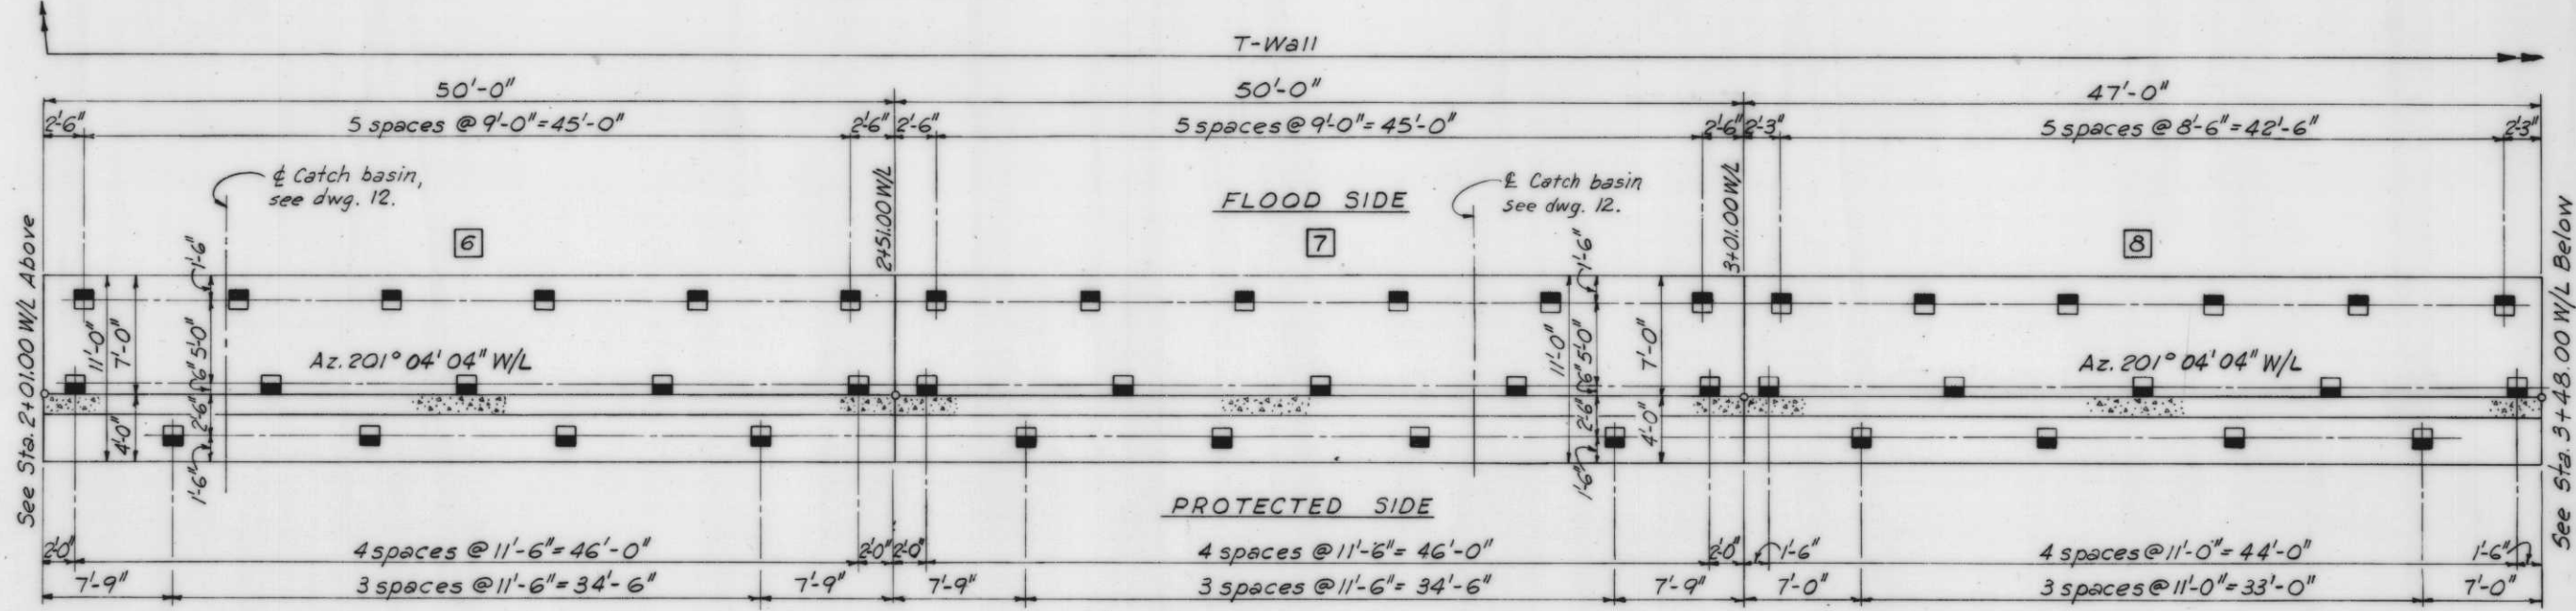 T-Wall
50'-0" 50'-0" 47'-0"
2'-6" 5 spaces @ 9'-0"=45'-0" 2'-6" 2'-6" 5 spaces @ 9'-0"=45'-0" 2'-6" 2'-3" 5 spaces @ 8'-6"=42'-6" 2'-3"
℄ Catch basin,
see dwg. 12.
2+51.00 W/L
FLOOD SIDE
℄ Catch basin
see dwg. 12.
3+01.00 W/L
6 7 8
See Sta. 2+01.00 W/L Above
See Sta. 3+48.00 W/L Below
1'-6" 1'-6"
11'-0" 7'-0" 5'-0" 11'-0" 5'-0" 7'-0"
Az. 201° 04' 04" W/L Az. 201° 04' 04" W/L
6" 6"
4'-0" 2'-6" 2'-6" 4'-0"
1'-6" 1'-6"
PROTECTED SIDE
2'-0" 4 spaces @ 11'-6"=46'-0" 2'-0" 2'-0" 4 spaces @ 11'-6"=46'-0" 2'-0" 1'-6" 4 spaces @ 11'-0"=44'-0" 1'-6"
7'-9" 3 spaces @ 11'-6"=34'-6" 7'-9" 7'-9" 3 spaces @ 11'-6"=34'-6" 7'-9" 7'-0" 3 spaces @ 11'-0"=33'-0" 7'-0"